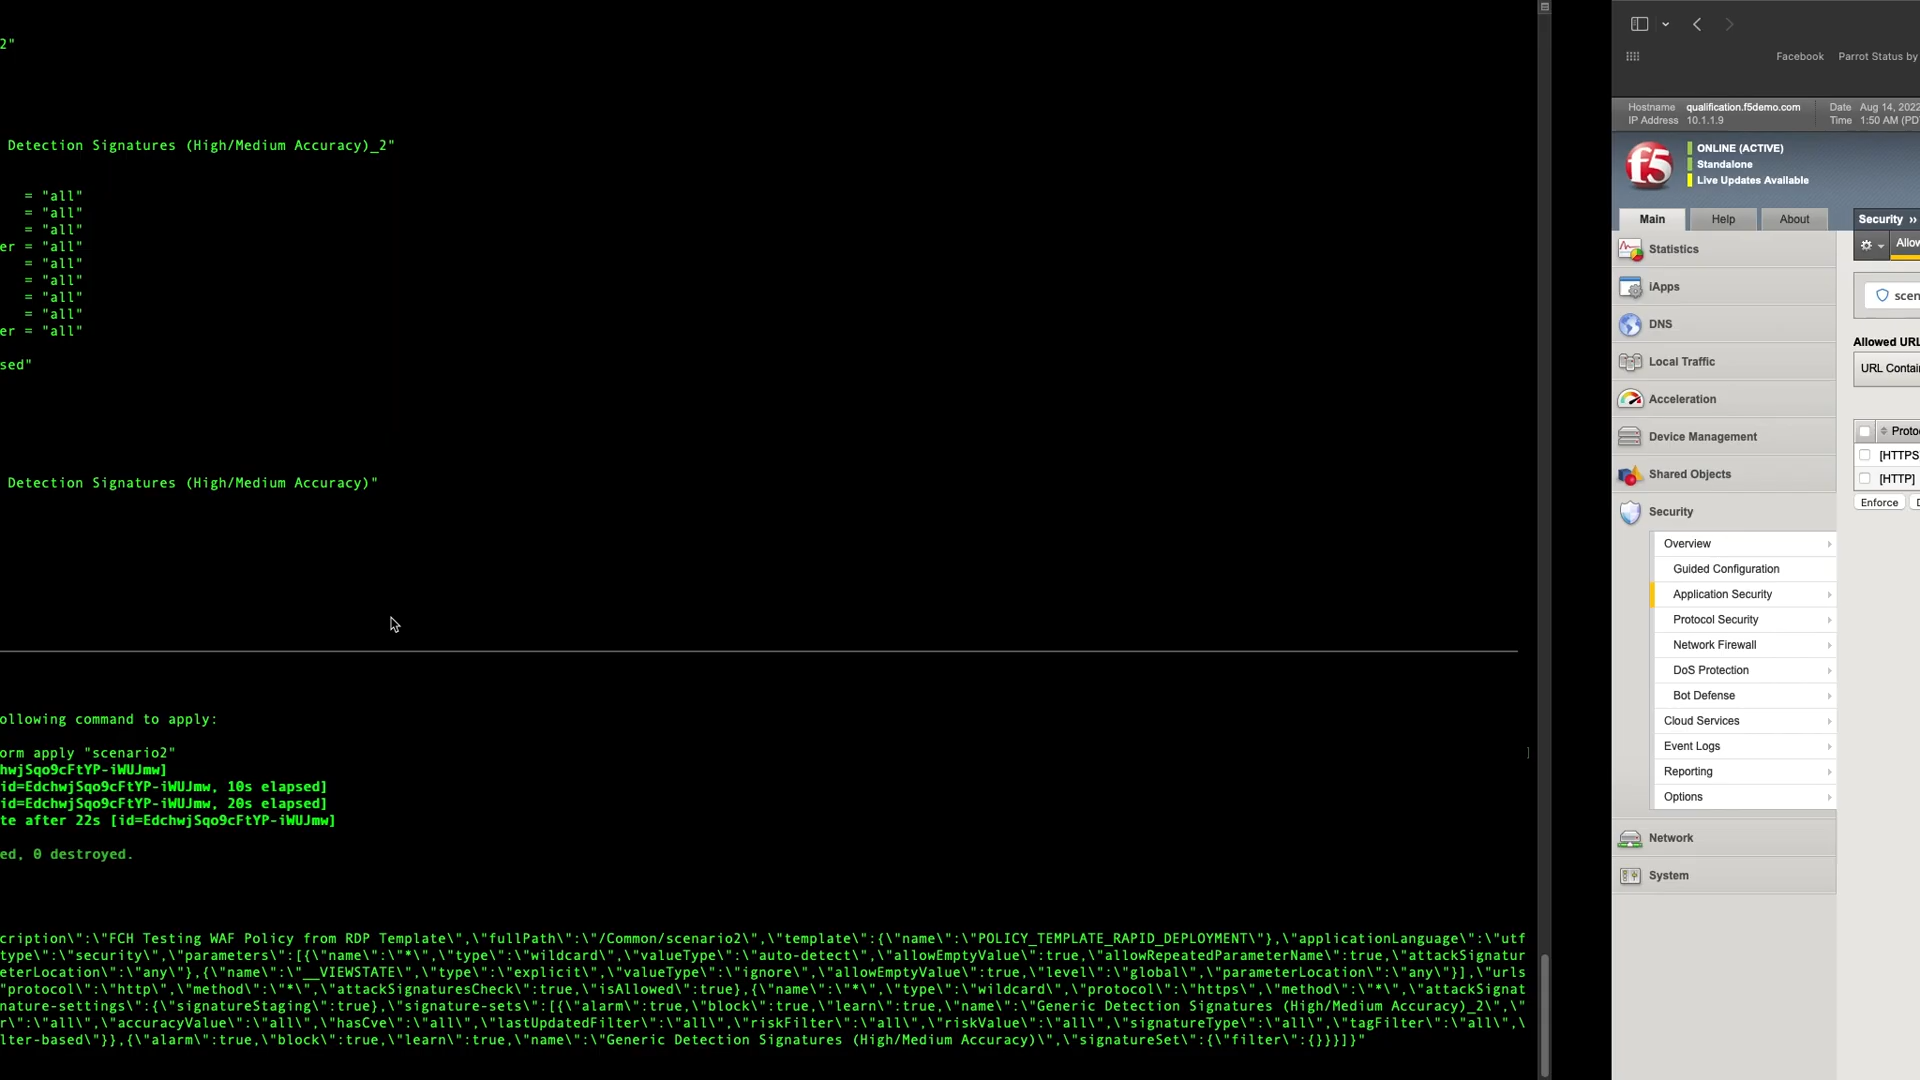 2"
Detection Signatures (High/Medium Accuracy)_2"
= "all"
= "all"
= "all"
er = "all"
= "all"
= "all"
= "all"
= "all"
er = "all"
sed"
Detection Signatures (High/Medium Accuracy)"
ollowing command to apply:
orm apply "scenario2"
hwjSqo9cFtYP-iWUJmw]
id=EdchwjSqo9cFtYP-iWUJmw, 10s elapsed]
id=EdchwjSqo9cFtYP-iWUJmw, 20s elapsed]
te after 22s [id=EdchwjSqo9cFtYP-iWUJmw]
ed, 0 destroyed.
cription\":\"FCH Testing WAF Policy from RDP Template\",\"fullPath\":\"/Common/scenario2\",\"template\":{\"name\":\"POLICY_TEMPLATE_RAPID_DEPLOYMENT\"},\"applicationLanguage\":\"utf
type\":\"security\",\"parameters\":[{\"name\":\"*\",\"type\":\"wildcard\",\"valueType\":\"auto-detect\",\"allowEmptyValue\":true,\"allowRepeatedParameterName\":true,\"attackSignatur
eterLocation\":\"any\"},{\"name\":\"__VIEWSTATE\",\"type\":\"explicit\",\"valueType\":\"ignore\",\"allowEmptyValue\":true,\"level\":\"global\",\"parameterLocation\":\"any\"}],\"urls
"protocol\":\"http\",\"method\":\"*\",\"attackSignaturesCheck\":true,\"isAllowed\":true},{\"name\":\"*\",\"type\":\"wildcard\",\"protocol\":\"https\",\"method\":\"*\",\"attackSignat
nature-settings\":{\"signatureStaging\":true},\"signature-sets\":[{\"alarm\":true,\"block\":true,\"learn\":true,\"name\":\"Generic Detection Signatures (High/Medium Accuracy)_2\",\"
r\":\"all\",\"accuracyValue\":\"all\",\"hasCve\":\"all\",\"lastUpdatedFilter\":\"all\",\"riskFilter\":\"all\",\"riskValue\":\"all\",\"signatureType\":\"all\",\"tagFilter\":\"all\",\
lter-based\"}},{\"alarm\":true,\"block\":true,\"learn\":true,\"name\":\"Generic Detection Signatures (High/Medium Accuracy)\",\"signatureSet\":{\"filter\":{}}}]}"
Facebook Parrot Status by
Hostname qualification.f5demo.com Date Aug 14, 2022
IP Address 10.1.1.9 Time 1:50 AM (PD
f5
ONLINE (ACTIVE)
Standalone
Live Updates Available
Main Help About
Security ››
Statistics
Allow
iApps
scen
DNS
Allowed URL
Local Traffic
URL Contai
Acceleration
Protoc
Device Management
[HTTPS
Shared Objects
[HTTP]
Enforce
Security
Overview
Guided Configuration
Application Security
Protocol Security
Network Firewall
DoS Protection
Bot Defense
Cloud Services
Event Logs
Reporting
Options
Network
System